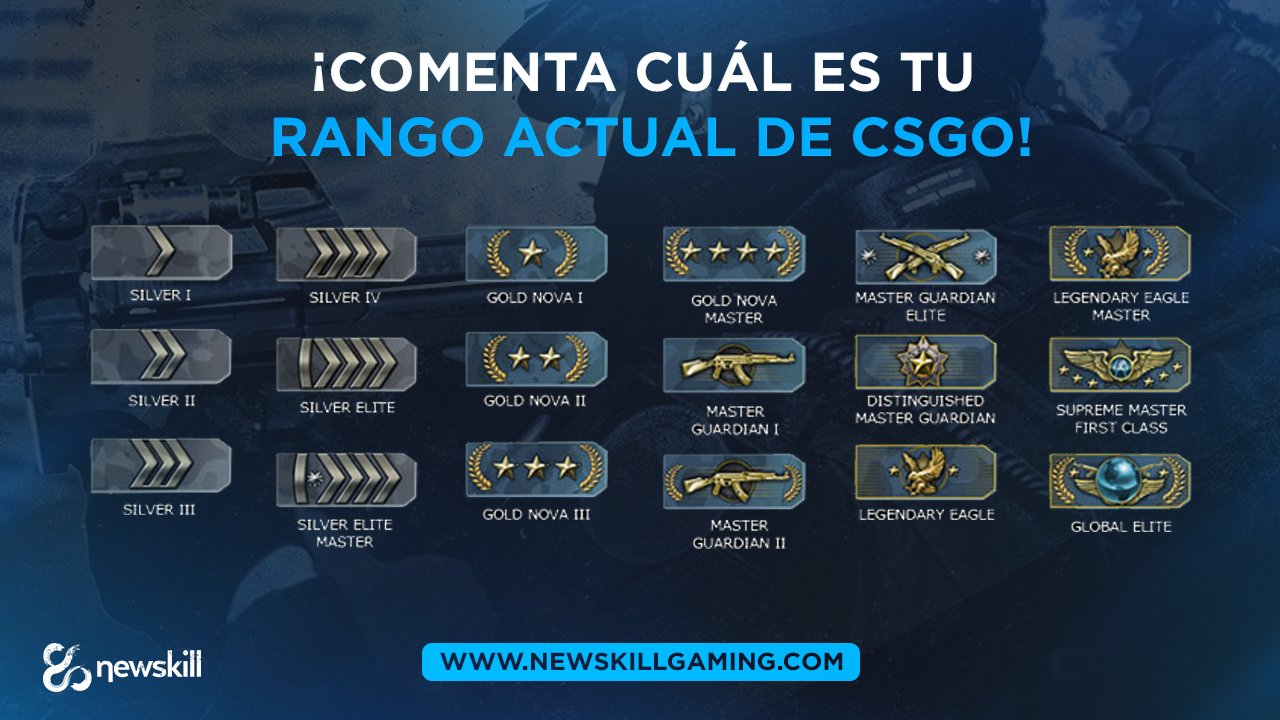 ¡COMENTA CUÁL ES TU
RANGO ACTUAL DE CSGO!
SILVER I
SILVER II
SILVER III
SILVER IV
SILVER ELITE
SILVER ELITE
MASTER
GOLD NOVA I
GOLD NOVA II
GOLD NOVA III
GOLD NOVA
MASTER
MASTER
GUARDIAN I
MASTER
GUARDIAN II
MASTER GUARDIAN
ELITE
DISTINGUISHED
MASTER GUARDIAN
LEGENDARY EAGLE
LEGENDARY EAGLE
MASTER
SUPREME MASTER
FIRST CLASS
GLOBAL ELITE
newskill
WWW.NEWSKILLGAMING.COM